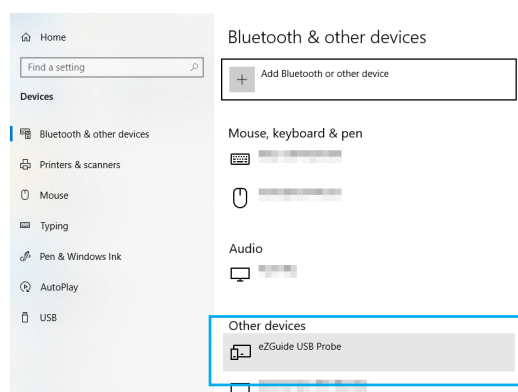 Home
Find a setting
Devices
Bluetooth & other devices
Printers & scanners
Mouse
Typing
Pen & Windows Ink
AutoPlay
USB
Bluetooth & other devices
Add Bluetooth or other device
Mouse, keyboard & pen
Audio
Other devices
eZGuide USB Probe